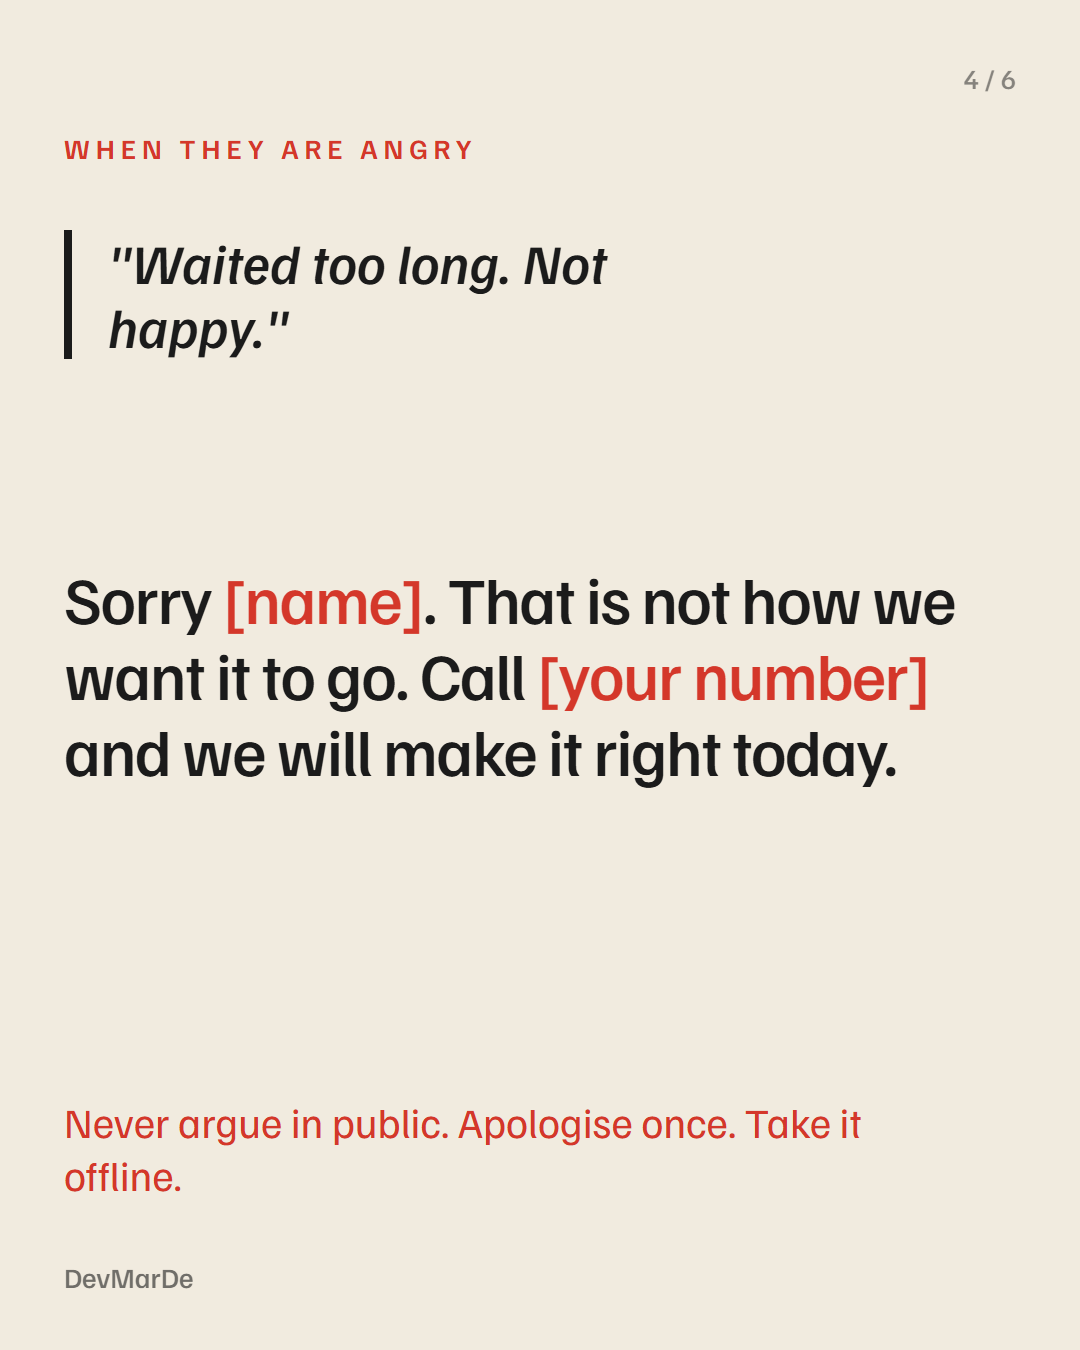 4 / 6
WHEN THEY ARE ANGRY
"Waited too long. Not
happy."
Sorry [name]. That is not how we
want it to go. Call [your number]
and we will make it right today.
Never argue in public. Apologise once. Take it
offline.
DevMarDe